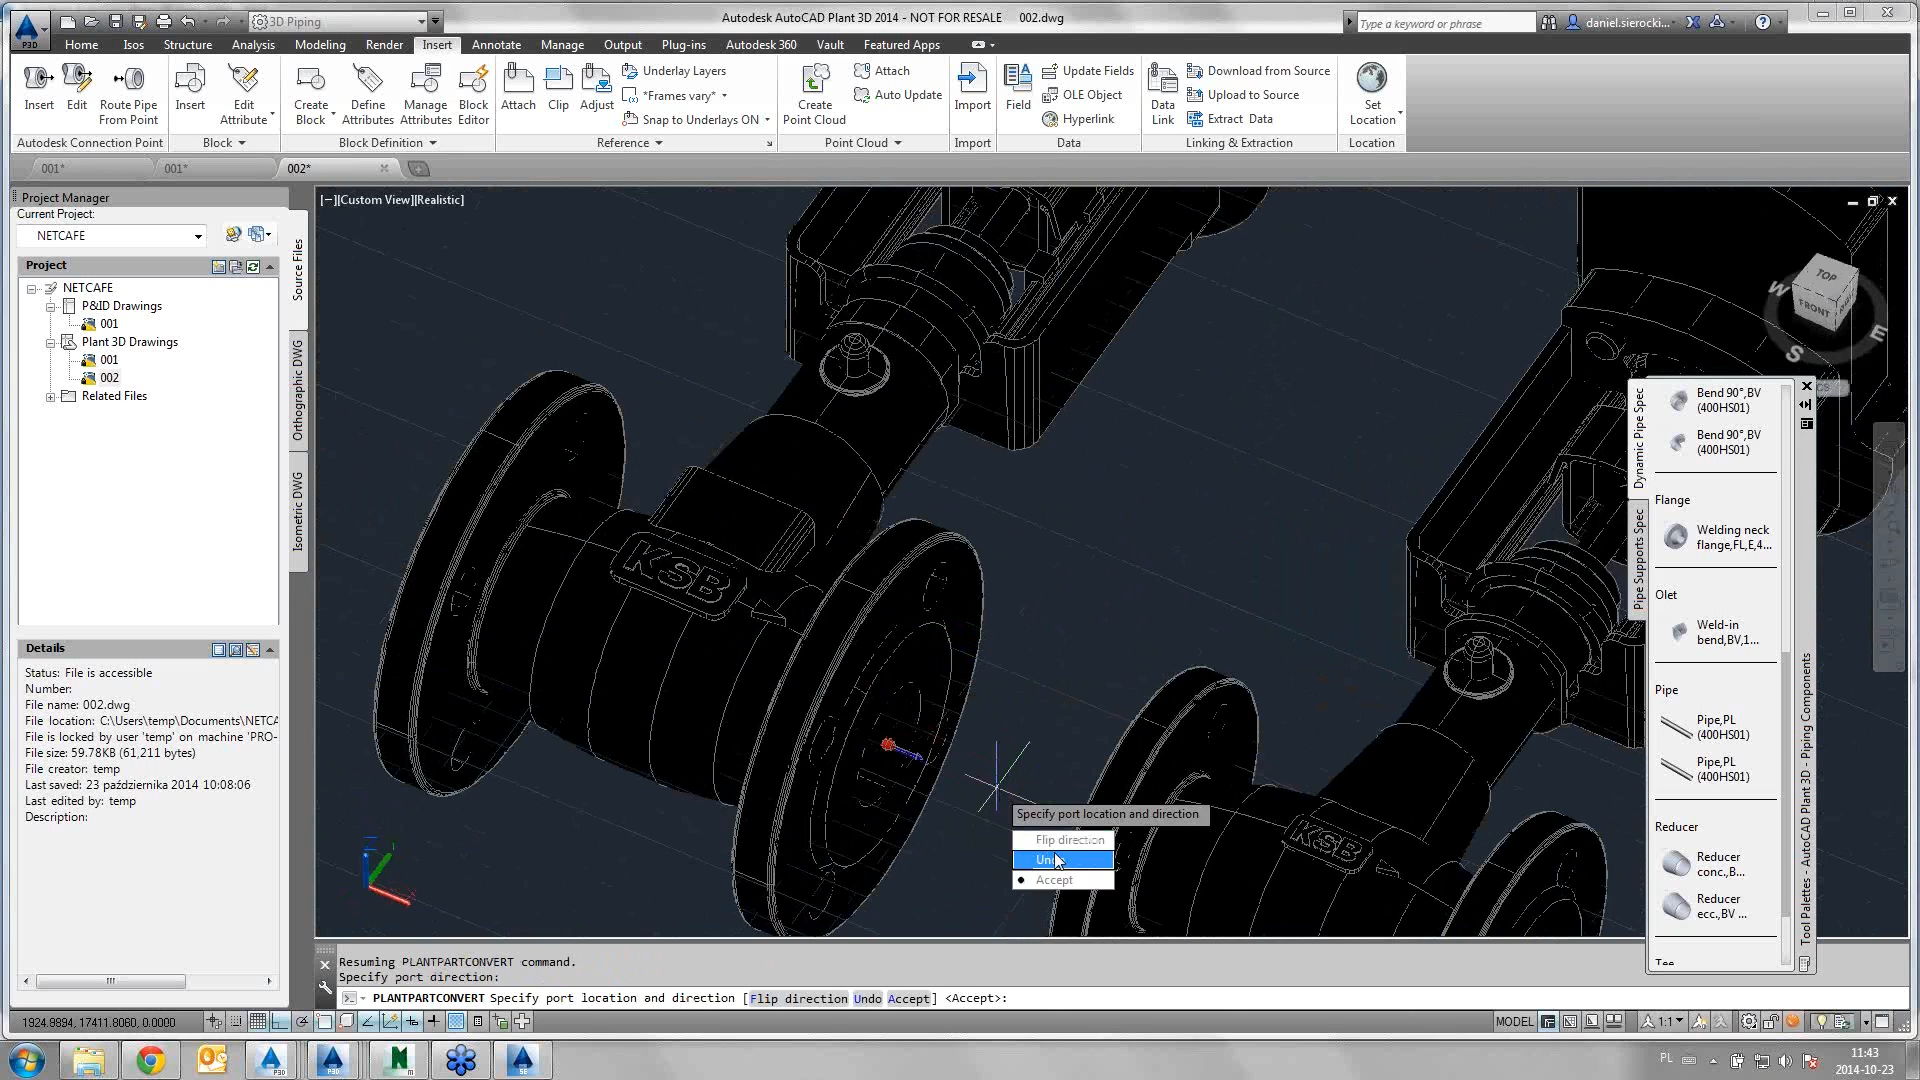 Autodesk AutoCAD Plant 3D 2014 - NOT FOR RESALE 002.dwg
3D Piping
Type a keyword or phrase
daniel.sierocki...
P3D
Home Isos Structure Analysis Modeling Render Insert Annotate Manage Output Plug-ins Autodesk 360 Vault Featured Apps
Insert
Edit
Route Pipe
From Point
Insert
Edit
Attribute
Create
Block
Define
Attributes
Manage
Attributes
Block
Editor
Attach
Clip
Adjust
Underlay Layers
*Frames vary*
Snap to Underlays ON
Create
Point Cloud
Attach
Auto Update
Import
Field
Update Fields
OLE Object
Hyperlink
Data
Link
Download from Source
Upload to Source
Extract Data
Set
Location
Autodesk Connection Point
Block
Block Definition
Reference
Point Cloud
Import
Data
Linking & Extraction
Location
001*
001*
002*
Project Manager
Current Project:
NETCAFE
Project
NETCAFE
P&ID Drawings
001
Plant 3D Drawings
001
002
Related Files
Source Files
Orthographic DWG
Isometric DWG
Details
Status: File is accessible
Number:
File name: 002.dwg
File location: C:\Users\temp\Documents\NETCA
File is locked by user 'temp' on machine 'PRO-
File size: 59.78KB (61,211 bytes)
File creator: temp
Last saved: 23 października 2014 10:08:06
Last edited by: temp
Description:
[−][Custom View][Realistic]
KSB
KSB
TOP
FRONT
W
S
E
Specify port location and direction
Flip direction
Undo
Accept
Dynamic Pipe Spec
Pipe Supports Spec
Bend 90°,BV
(400HS01)
Bend 90°,BV
(400HS01)
Flange
Welding neck
flange,FL,E,4...
Olet
Weld-in
bend,BV,1...
Pipe
Pipe,PL
(400HS01)
Pipe,PL
(400HS01)
Reducer
Reducer
conc.,B...
Reducer
ecc.,BV ...
Tee
Tool Palettes - AutoCAD Plant 3D - Piping Components
Resuming PLANTPARTCONVERT command.
Specify port direction:
PLANTPARTCONVERT Specify port location and direction [Flip direction Undo Accept] <Accept>:
1924.9894, 17411.8060, 0.0000
MODEL
1:1
P3D
P3D
PL
11:43
2014-10-23